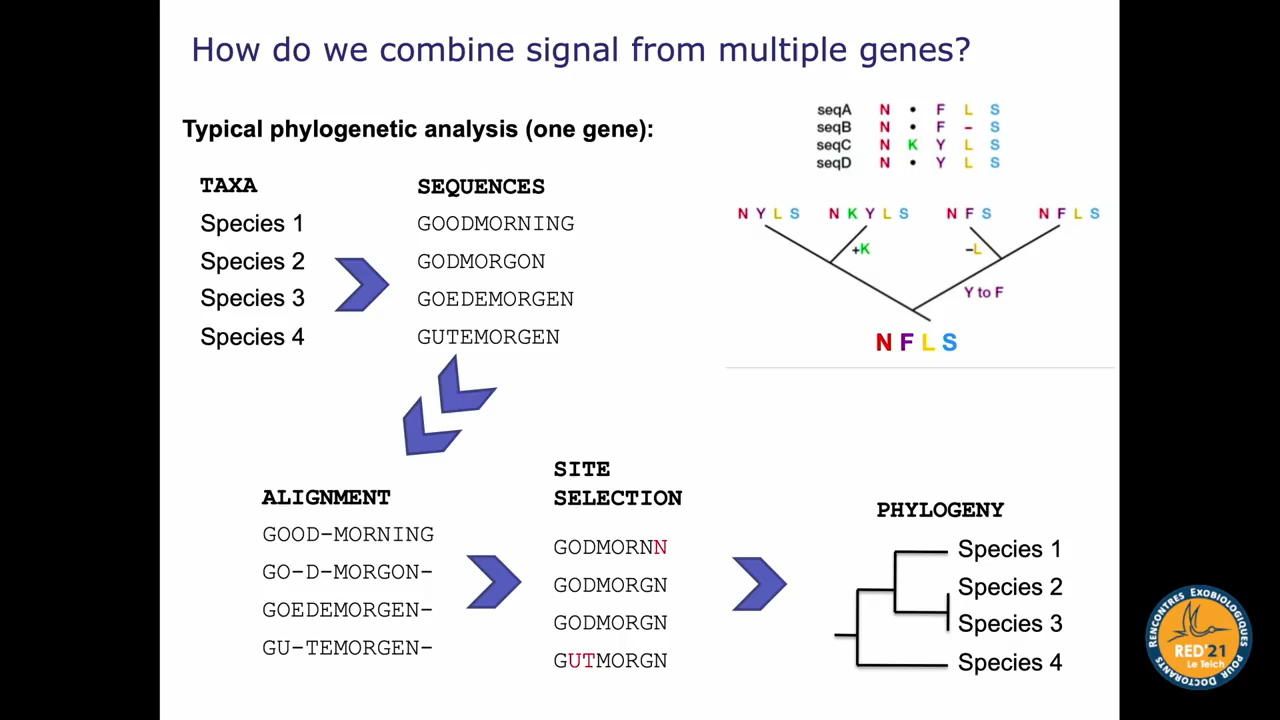 How do we combine signal from multiple genes?
Typical phylogenetic analysis (one gene):
TAXA
Species 1
Species 2
Species 3
Species 4
SEQUENCES
GOODMORNING
GODMORGON
GOEDEMORGEN
GUTEMORGEN
seqA N • F L S
seqB N • F - S
seqC N K Y L S
seqD N • Y L S
N Y L S N K Y L S N F S N F L S
+K
-L
Y to F
N F L S
ALIGNMENT
GOOD-MORNING
GO-D-MORGON-
GOEDEMORGEN-
GU-TEMORGEN-
SITE
SELECTION
GODMORNN
GODMORGN
GODMORGN
GUTMORGN
PHYLOGENY
Species 1
Species 2
Species 3
Species 4
RENCONTRES EXOBIOLOGIQUES
POUR DOCTORANTS
RED'21
Le Teich